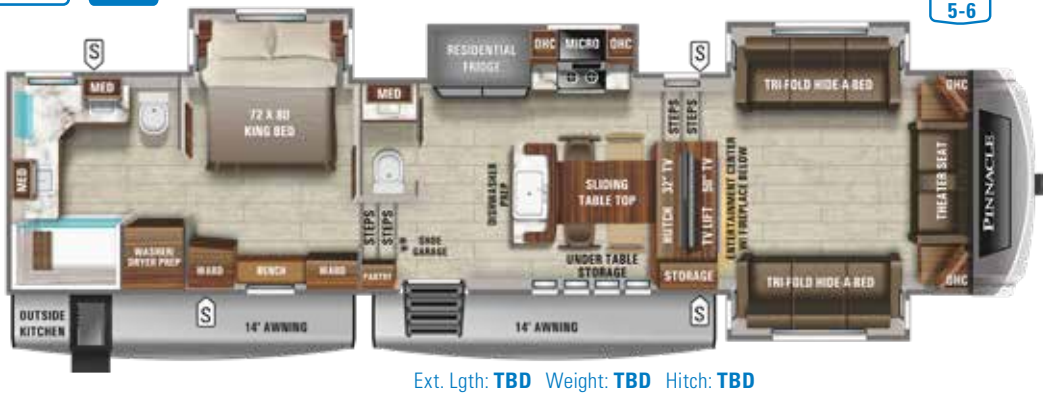 5-6
S
S
RESIDENTIAL
FRIDGE
OHC
MICRO
OHC
MED
MED
72 X 80
KING BED
TRI-FOLD HIDE-A-BED
OHC
STEPS
STEPS
MED
DISHWASHER
PREP
SLIDING
TABLE TOP
HUTCH
32" TV
TV LIFT
50" TV
ENTERTAINMENT CENTER
W/ FIREPLACE BELOW
THEATER SEAT
PINNACLE
STEPS
STEPS
SHOE
GARAGE
WASHER/
DRYER PREP
WARD
BENCH
WARD
PANTRY
UNDER TABLE
STORAGE
STORAGE
TRI-FOLD HIDE-A-BED
OHC
OUTSIDE
KITCHEN
S
14' AWNING
14' AWNING
S
Ext. Lgth: TBD Weight: TBD Hitch: TBD